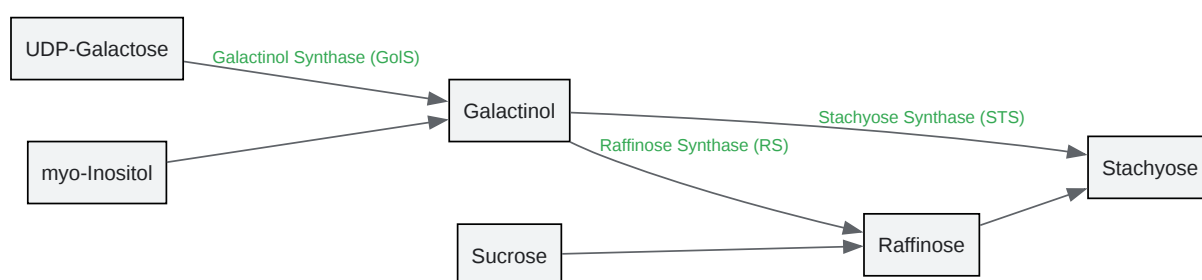 UDP-Galactose
Galactinol Synthase (GolS)
Galactinol
Stachyose Synthase (STS)
Raffinose Synthase (RS)
myo-Inositol
Stachyose
Sucrose
Raffinose